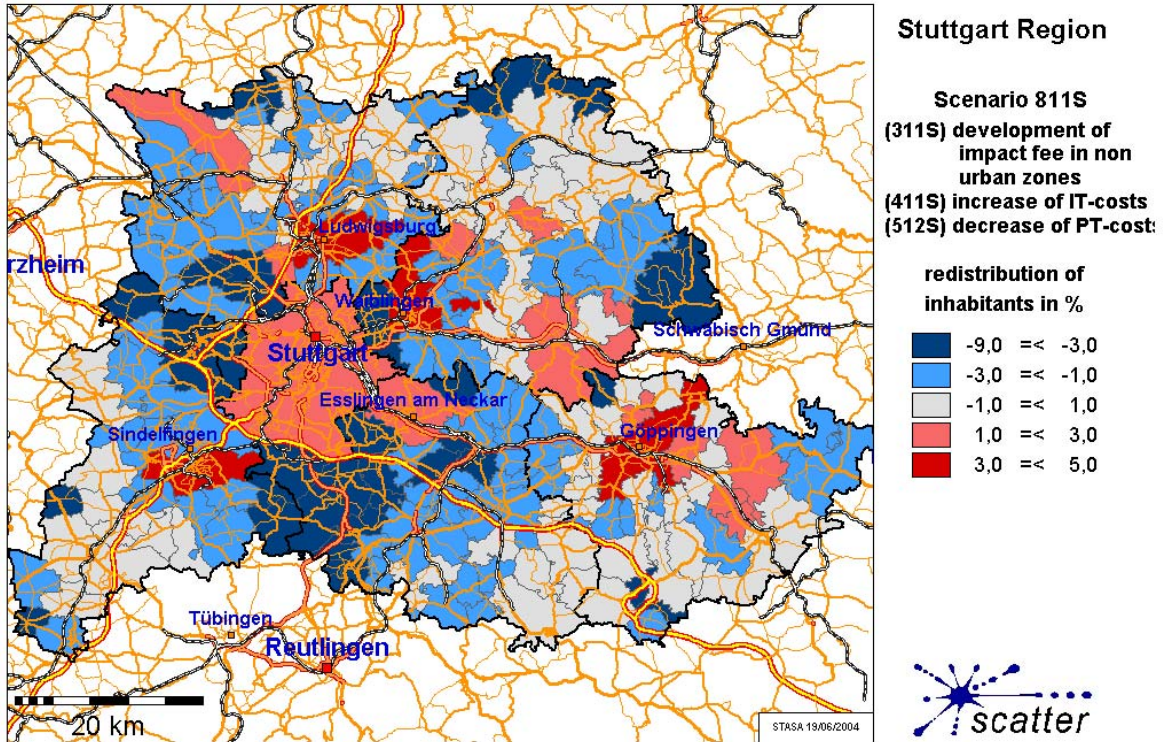 Stuttgart Region
Scenario 811S
(311S) development of
impact fee in non
urban zones
(411S) increase of IT-costs
(512S) decrease of PT-costs
redistribution of
inhabitants in %
-9,0 =< -3,0
-3,0 =< -1,0
-1,0 =< 1,0
1,0 =< 3,0
3,0 =< 5,0
Ludwigsburg
rzheim
Waiblingen
Schwäbisch Gmünd
Stuttgart
Esslingen am Neckar
Sindelfingen
Göppingen
Tübingen
Reutlingen
20 km
STASA 19/06/2004
scatter